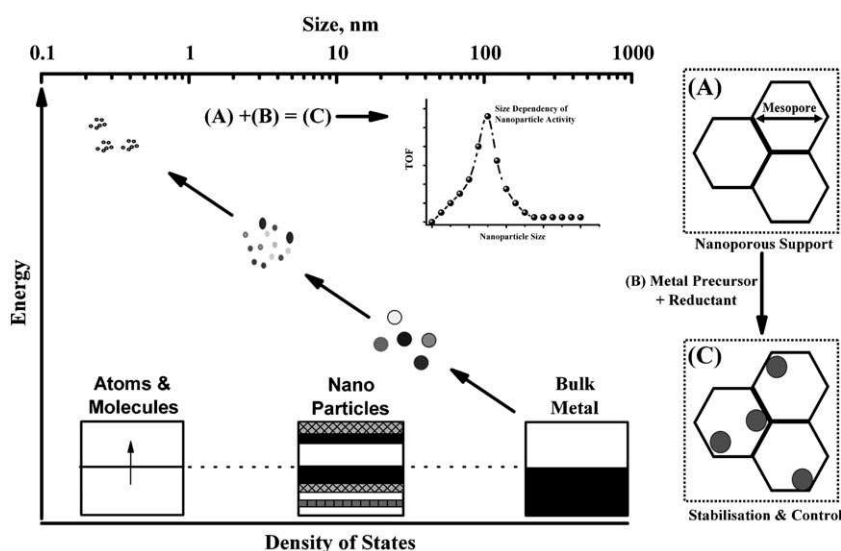 Size, nm
0.1 1 10 100 1000
(A) +(B) = (C)
Size Dependency of
Nanoparticle Activity
TOF
Nanoparticle Size
Energy
Atoms &
Molecules
Nano
Particles
Bulk
Metal
Density of States
(A)
Mesopore
Nanoporous Support
(B) Metal Precursor
+ Reductant
(C)
Stabilisation & Control